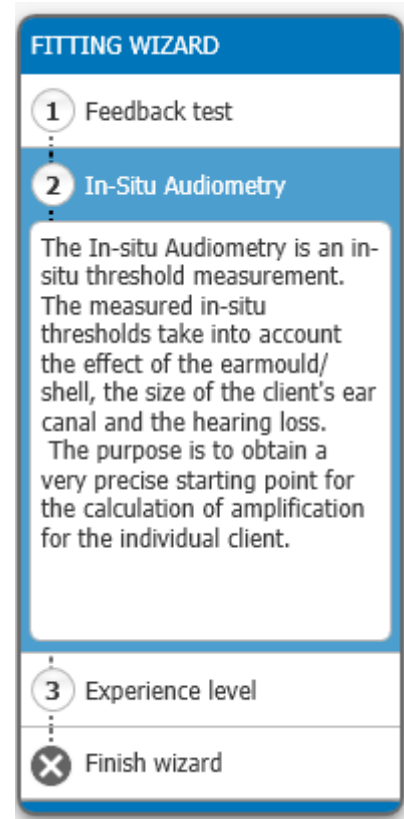 FITTING WIZARD
1 Feedback test
2 In-Situ Audiometry
The In-situ Audiometry is an in-
situ threshold measurement.
The measured in-situ
thresholds take into account
the effect of the earmould/
shell, the size of the client's ear
canal and the hearing loss.
The purpose is to obtain a
very precise starting point for
the calculation of amplification
for the individual client.
3 Experience level
Finish wizard